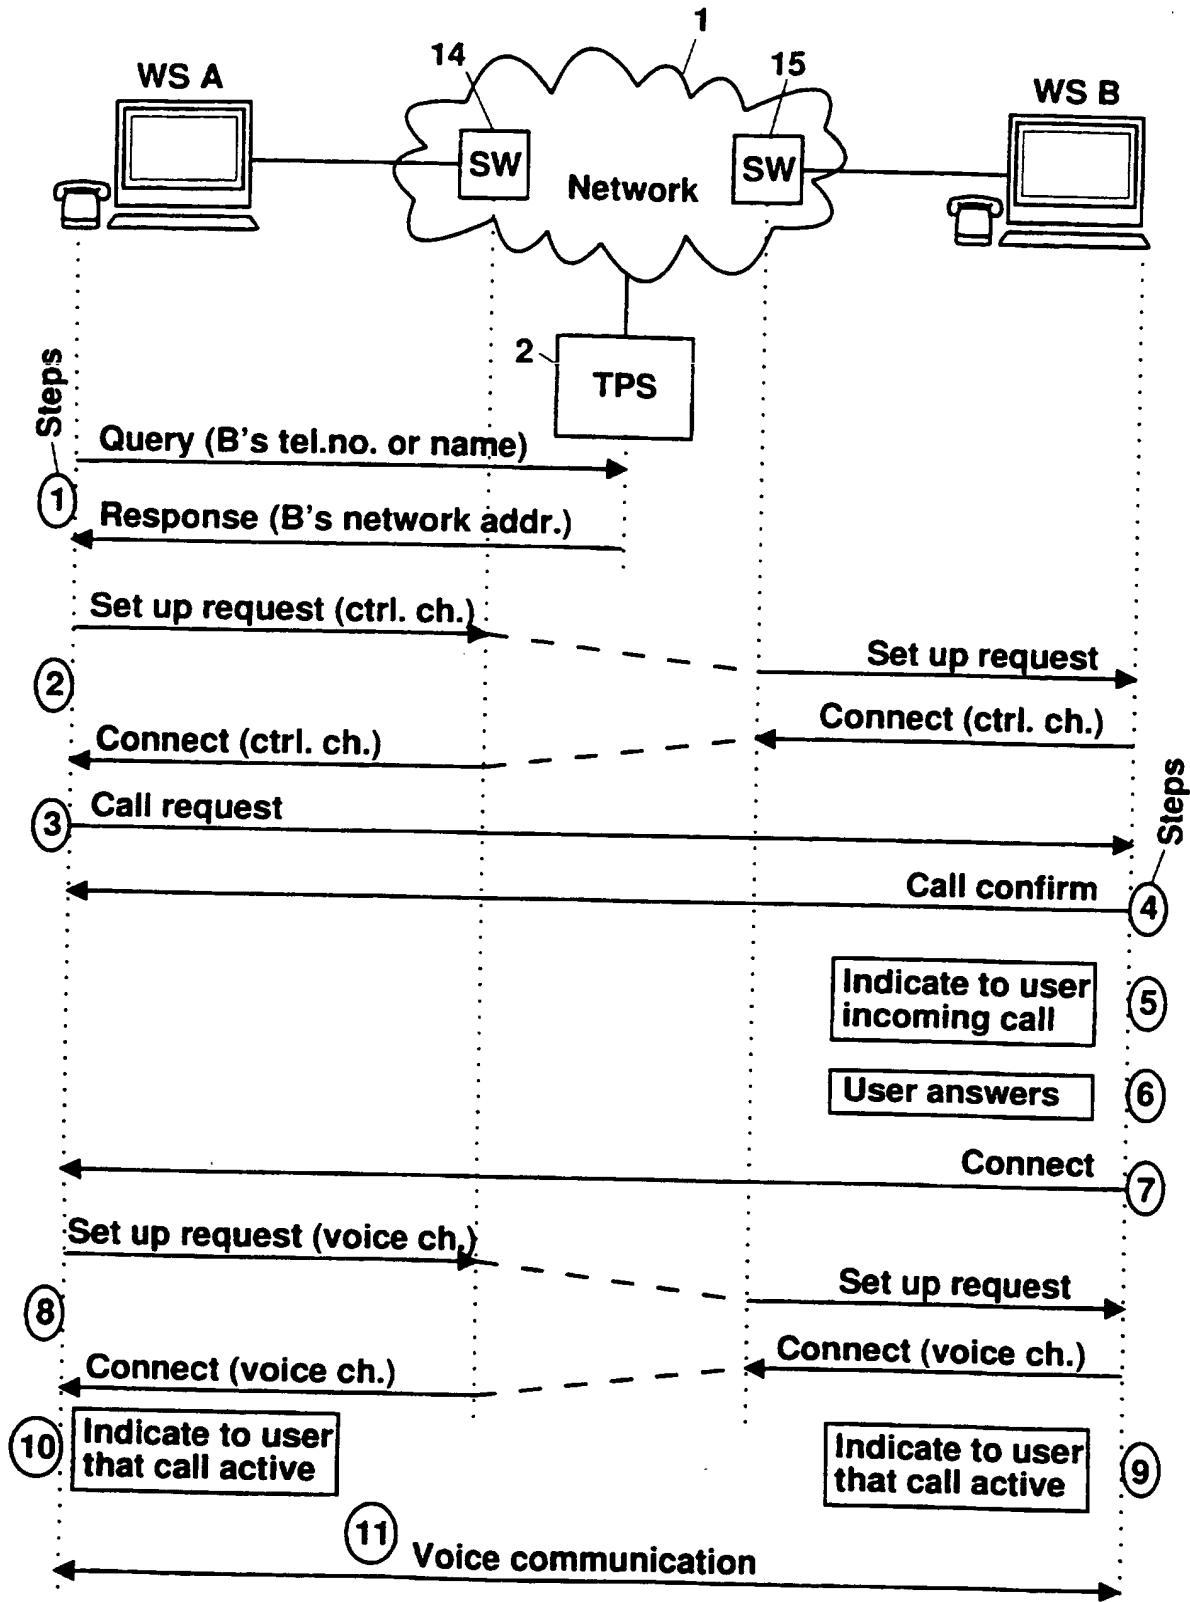 1
14
15
WS A
WS B
SW
SW
Network
2
TPS
Steps
Query (B's tel.no. or name)
1
Response (B's network addr.)
Set up request (ctrl. ch.)
Set up request
2
Connect (ctrl. ch.)
Connect (ctrl. ch.)
Steps
3
Call request
Call confirm
4
Indicate to user
incoming call
5
User answers
6
Connect
7
Set up request (voice ch.)
Set up request
8
Connect (voice ch.)
Connect (voice ch.)
10
Indicate to user
that call active
Indicate to user
that call active
9
11
Voice communication